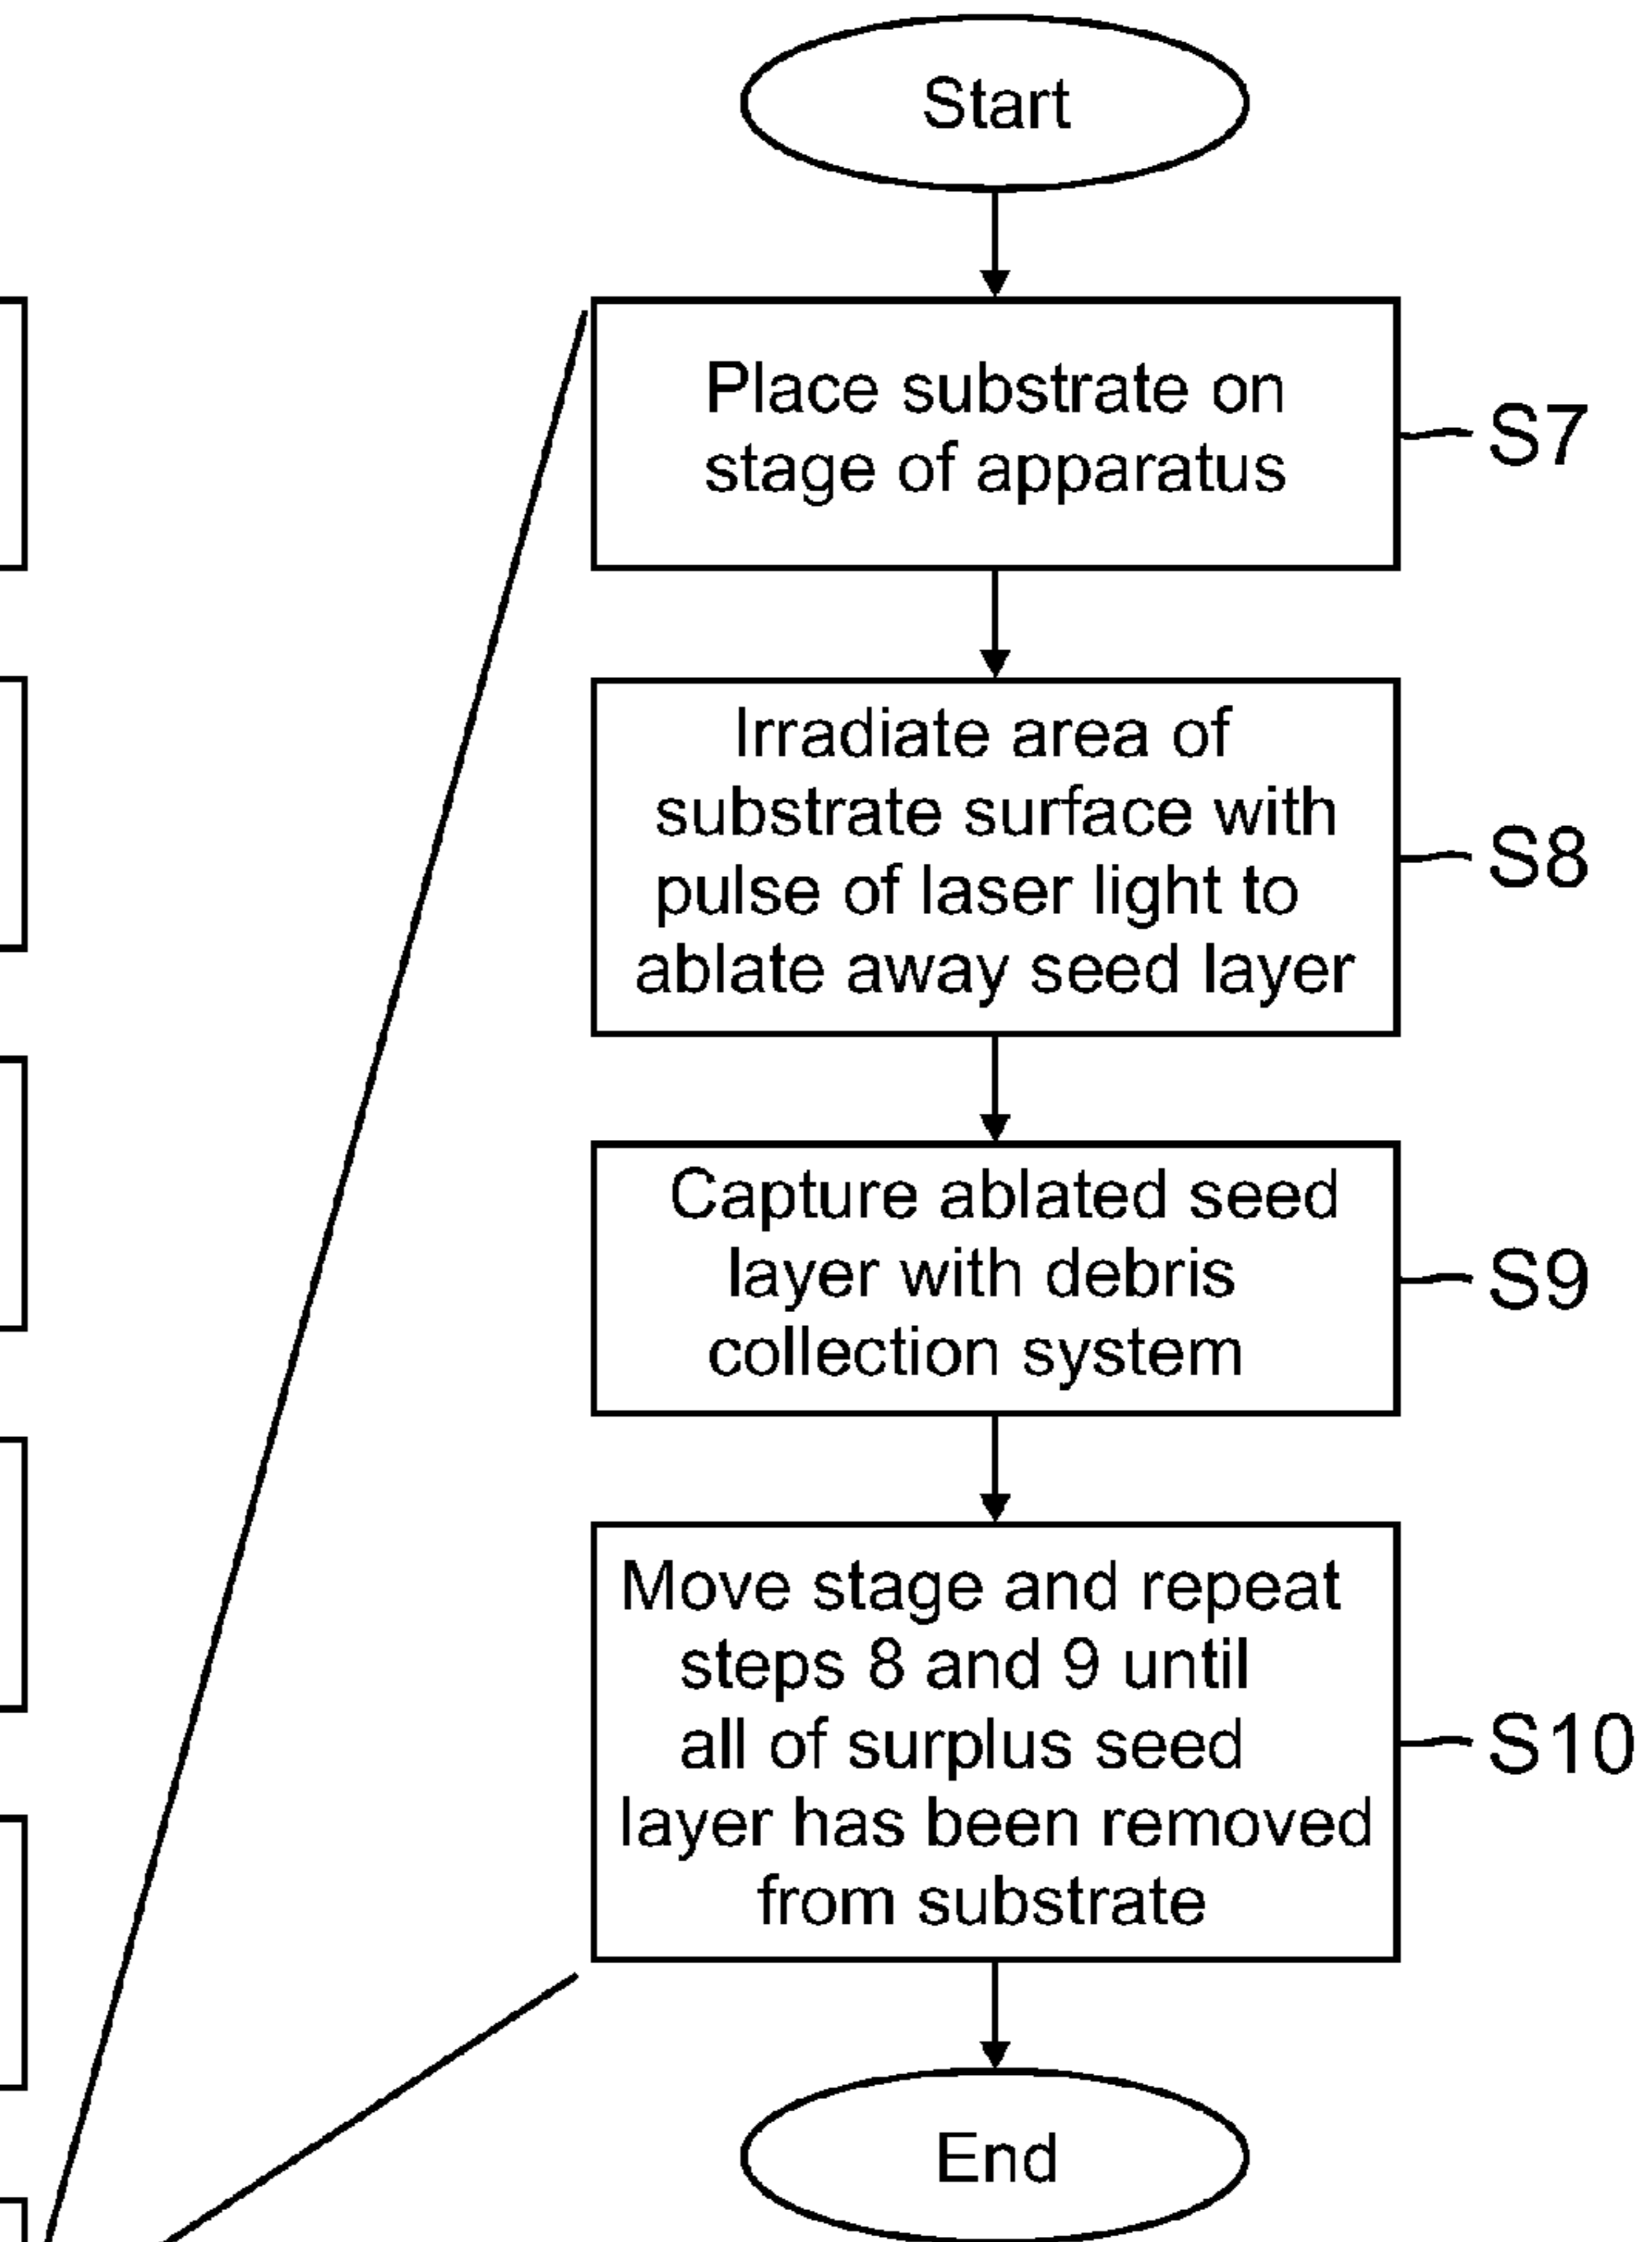 Start
Place substrate on
stage of apparatus
S7
Irradiate area of
substrate surface with
pulse of laser light to
ablate away seed layer
S8
Capture ablated seed
layer with debris
collection system
S9
Move stage and repeat
steps 8 and 9 until
all of surplus seed
layer has been removed
from substrate
S10
End